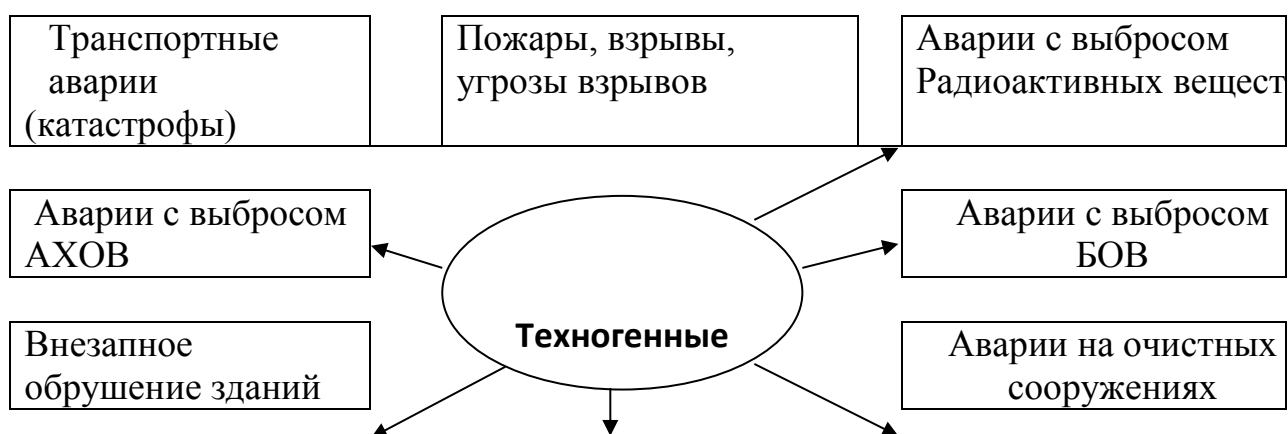 Транспортные
аварии
(катастрофы)
Пожары, взрывы,
угрозы взрывов
Аварии с выбросом
Радиоактивных вещест
Аварии с выбросом
АХОВ
Аварии с выбросом
БОВ
Внезапное
обрушение зданий
Техногенные
Аварии на очистных
сооружениях